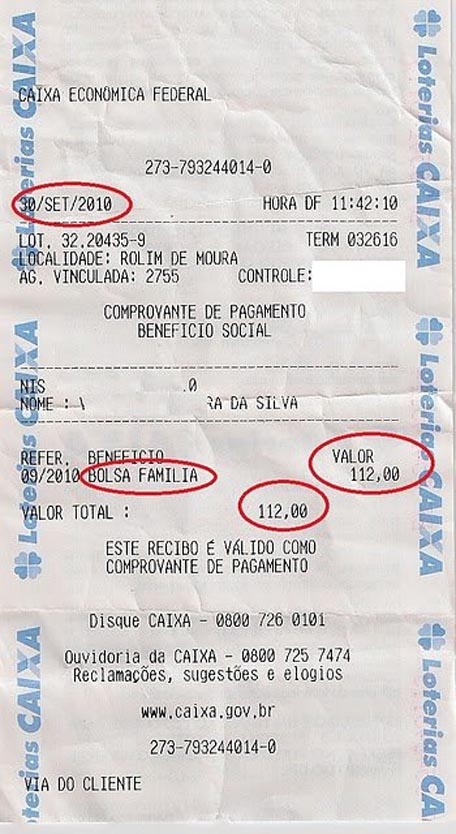 CAIXA ECONÔMICA FEDERAL
273-793244014-0
30/SET/2010 HORA DF 11:42:10
LOT. 32.20435-9 TERM 032616
LOCALIDADE: ROLIM DE MOURA
AG. VINCULADA: 2755 CONTROLE:
COMPROVANTE DE PAGAMENTO
BENEFICIO SOCIAL
NIS .0
NOME : RA DA SILVA
REFER. BENEFICIO VALOR
09/2010 BOLSA FAMILIA 112,00
VALOR TOTAL : 112,00
ESTE RECIBO É VÁLIDO COMO
COMPROVANTE DE PAGAMENTO
Disque CAIXA - 0800 726 0101
Ouvidoria da CAIXA - 0800 725 7474
Reclamações, sugestões e elogios
www.caixa.gov.br
273-793244014-0
VIA DO CLIENTE
Loterias CAIXA
Loterias CAIXA
Loterias CAIXA
Loterias CAIXA
Loterias CAIXA
Loterias CA